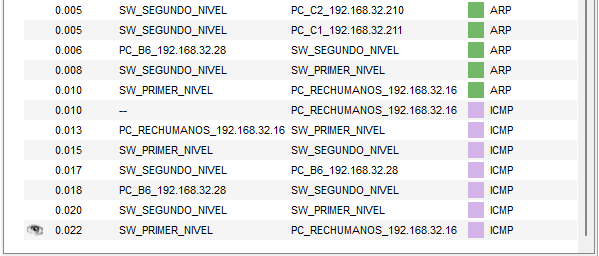 0.005 SW_SEGUNDO_NIVEL PC_C2_192.168.32.210 ARP
0.005 SW_SEGUNDO_NIVEL PC_C1_192.168.32.211 ARP
0.006 PC_B6_192.168.32.28 SW_SEGUNDO_NIVEL ARP
0.008 SW_SEGUNDO_NIVEL SW_PRIMER_NIVEL ARP
0.010 SW_PRIMER_NIVEL PC_RECHUMANOS_192.168.32.16 ARP
0.010 -- PC_RECHUMANOS_192.168.32.16 ICMP
0.013 PC_RECHUMANOS_192.168.32.16 SW_PRIMER_NIVEL ICMP
0.015 SW_PRIMER_NIVEL SW_SEGUNDO_NIVEL ICMP
0.017 SW_SEGUNDO_NIVEL PC_B6_192.168.32.28 ICMP
0.018 PC_B6_192.168.32.28 SW_SEGUNDO_NIVEL ICMP
0.020 SW_SEGUNDO_NIVEL SW_PRIMER_NIVEL ICMP
0.022 SW_PRIMER_NIVEL PC_RECHUMANOS_192.168.32.16 ICMP